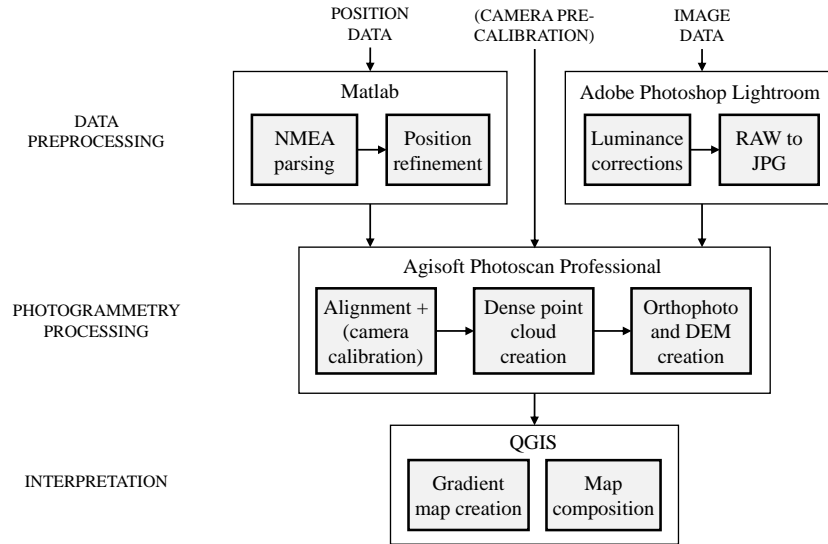 POSITION
DATA
(CAMERA PRE-
CALIBRATION)
IMAGE
DATA
DATA
PREPROCESSING
Matlab
NMEA
parsing
Position
refinement
Adobe Photoshop Lightroom
Luminance
corrections
RAW to
JPG
PHOTOGRAMMETRY
PROCESSING
Agisoft Photoscan Professional
Alignment +
(camera
calibration)
Dense point
cloud
creation
Orthophoto
and DEM
creation
INTERPRETATION
QGIS
Gradient
map creation
Map
composition